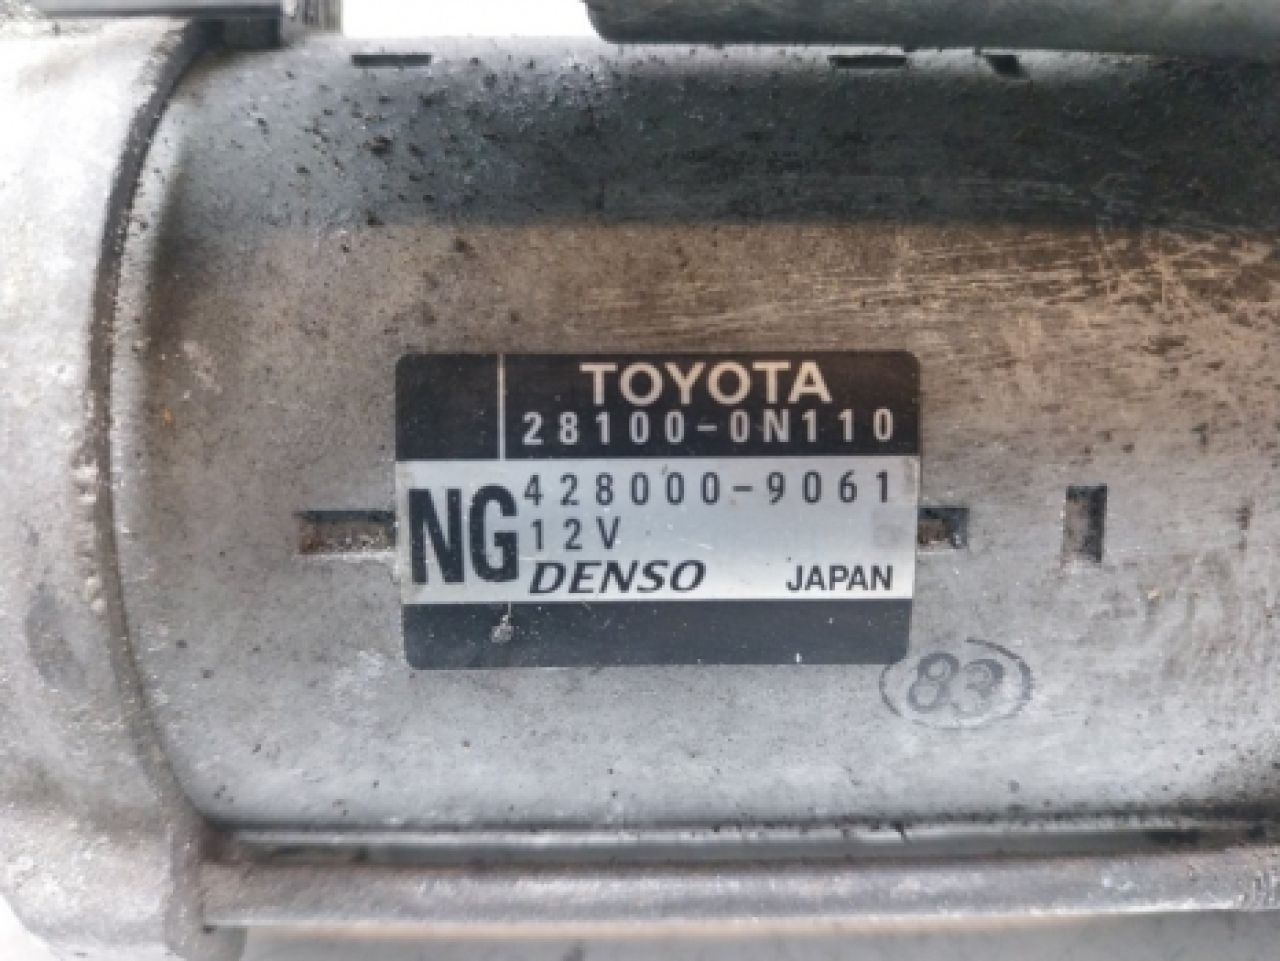 TOYOTA
28100-0N110
NG
428000-9061
12V
DENSO JAPAN
83